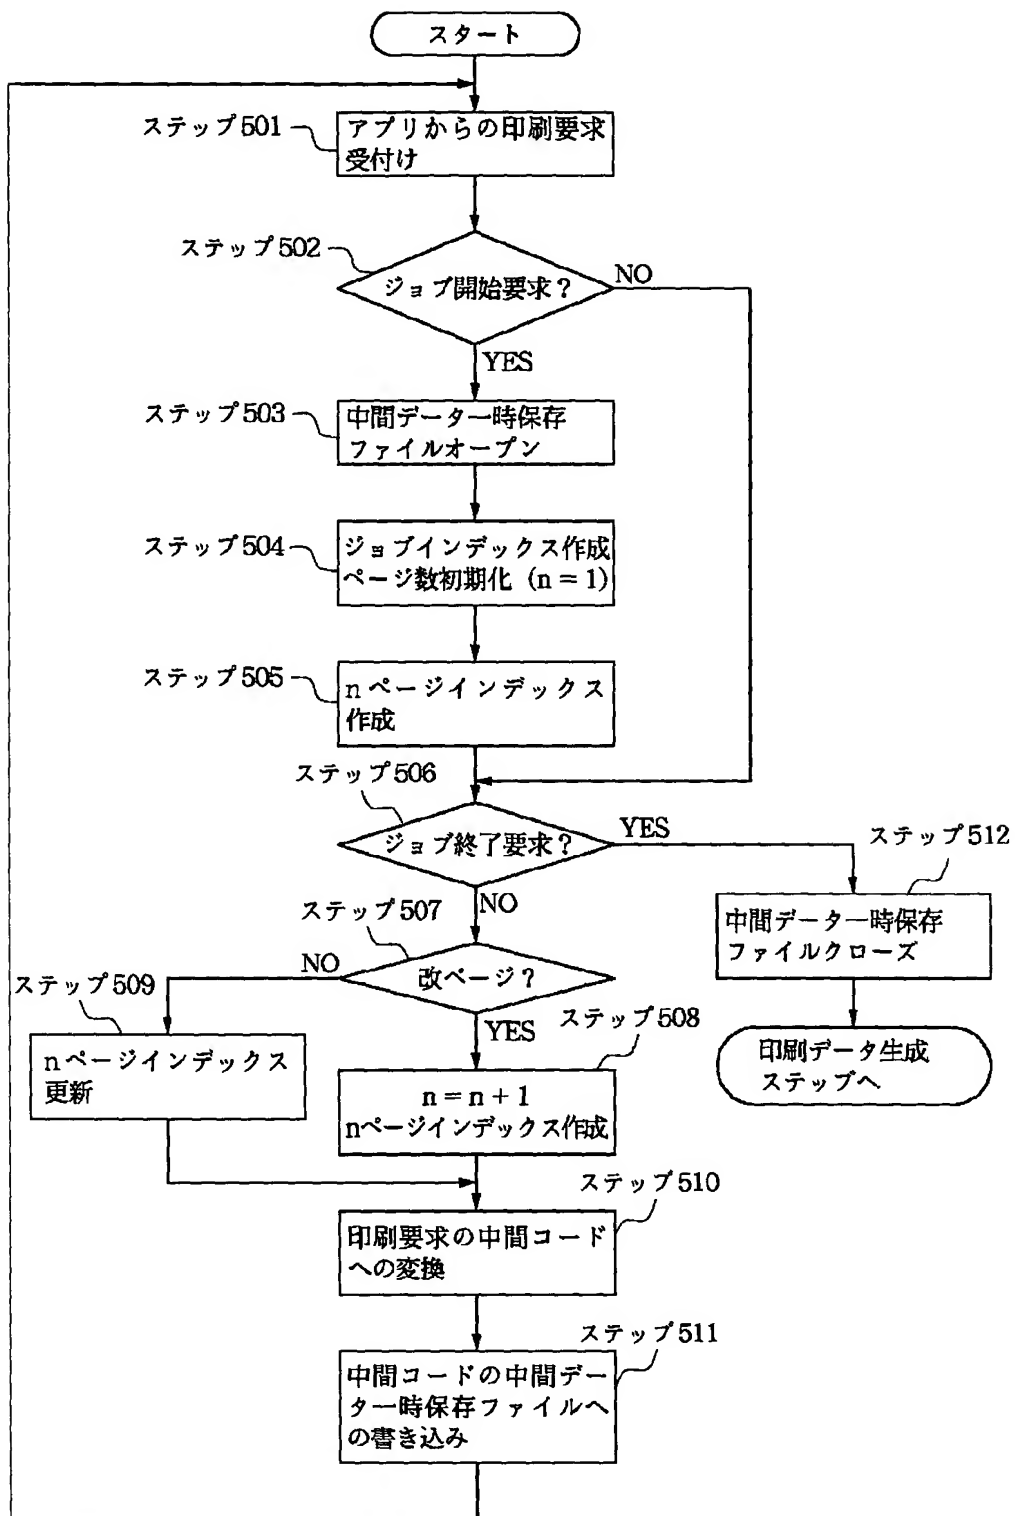 スタート
ステップ501
アプリからの印刷要求
受付け
ステップ502
ジョブ開始要求？
NO
YES
ステップ503
中間データ一時保存
ファイルオープン
ステップ504
ジョブインデックス作成
ページ数初期化 (n = 1)
ステップ505
nページインデックス
作成
ステップ506
ジョブ終了要求？
YES
NO
ステップ512
中間データ一時保存
ファイルクローズ
印刷データ生成
ステップへ
ステップ507
改ページ？
NO
YES
ステップ509
nページインデックス
更新
ステップ508
n = n + 1
nページインデックス作成
ステップ510
印刷要求の中間コード
への変換
ステップ511
中間コードの中間デー
ター時保存ファイルへ
の書き込み